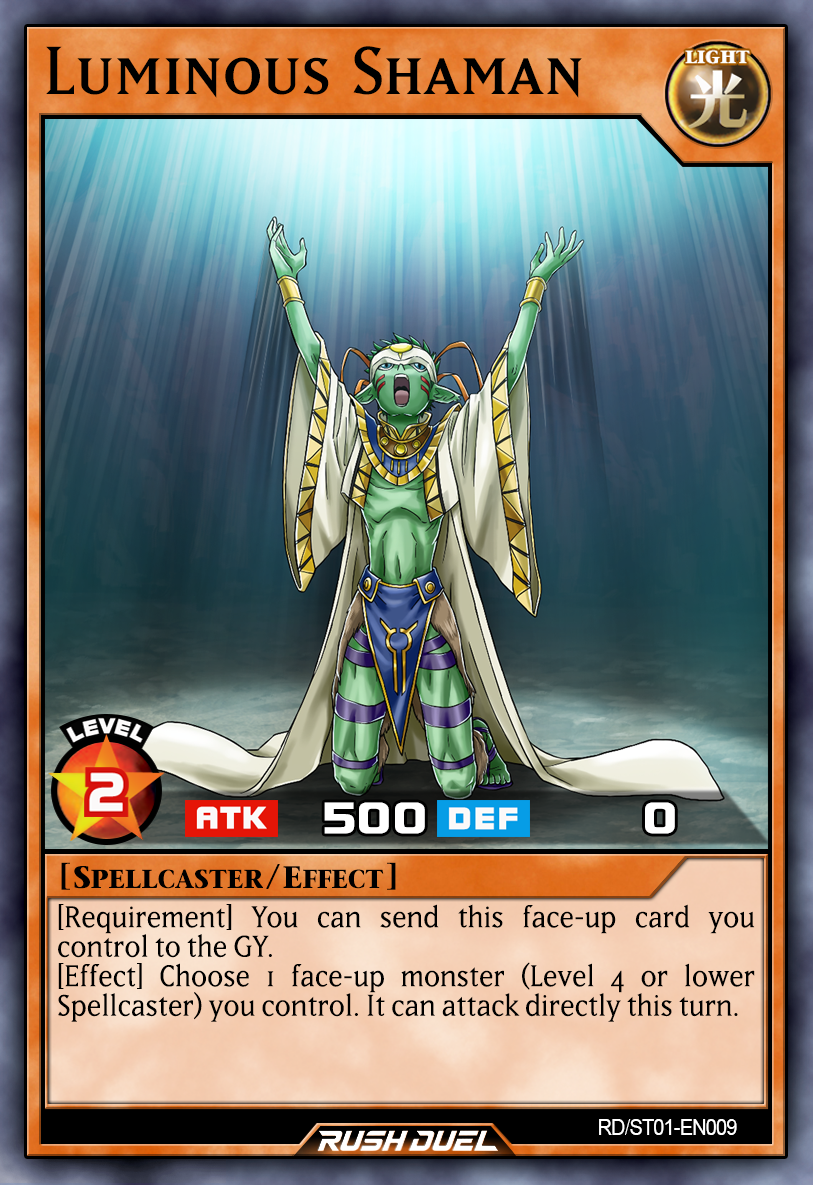 Luminous Shaman
LIGHT
光
LEVEL
2
ATK 500 DEF 0
[Spellcaster/Effect]
[Requirement] You can send this face-up card you
control to the GY.
[Effect] Choose 1 face-up monster (Level 4 or lower
Spellcaster) you control. It can attack directly this turn.
RD/ST01-EN009
RUSH DUEL